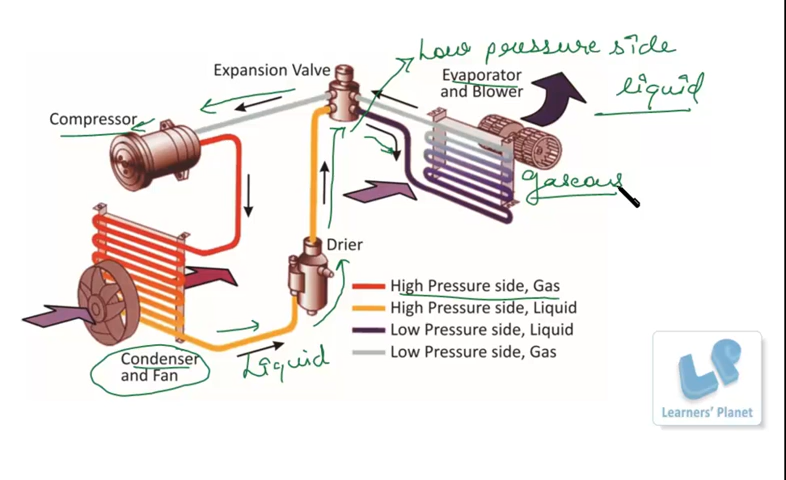 Low pressure side
Expansion Valve
Evaporator
and Blower
liquid
Compressor
gaseous
Drier
High Pressure side, Gas
High Pressure side, Liquid
Low Pressure side, Liquid
Low Pressure side, Gas
Condenser
and Fan
Liquid
LP
Learners' Planet